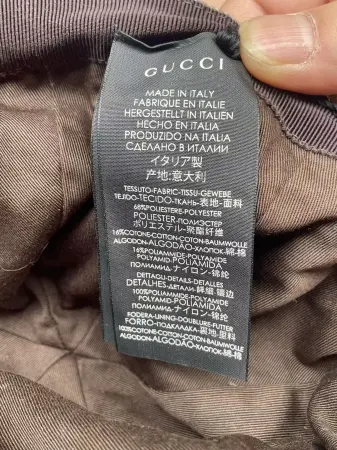 GUCCI
MADE IN ITALY
FABRIQUE EN ITALIE
HERGESTELLT IN ITALIEN
HECHO EN ITALIA
PRODUZIDO NA ITALIA
СДЕЛАНО В ИТАЛИИ
イタリア製
产地:意大利
TESSUTO-FABRIC-TISSU-GEWEBE
TEJIDO-TECIDO-ТКАНЬ-表地-面料
68%POLIESTERE-POLYESTER
POLIESTER-ПОЛИЭСТЕР
ポリエステル-聚酯纤维
16%COTONE-COTTON-COTON-BAUMWOLLE
ALGODON-ALGODÃO-ХЛОПОК-綿-棉
16%POLIAMMIDE-POLYAMIDE
POLYAMID-POLIAMIDA
ПОЛИАМИД-ナイロン-锦纶
DETTAGLI-DETAILS-DETAILS
DETALHES-ДЕТАЛИ-詳細-镶边
100%POLIAMMIDE-POLYAMIDE
POLYAMID-POLIAMIDA
ПОЛИАМИД-ナイロン-锦纶
FODERA-LINING-DOUBLURE-FUTTER
FORRO-ПОДКЛАДКА-裏地-里料
100%COTONE-COTTON-COTON-BAUMWOLLE
ALGODON-ALGODÃO-ХЛОПОК-綿-棉